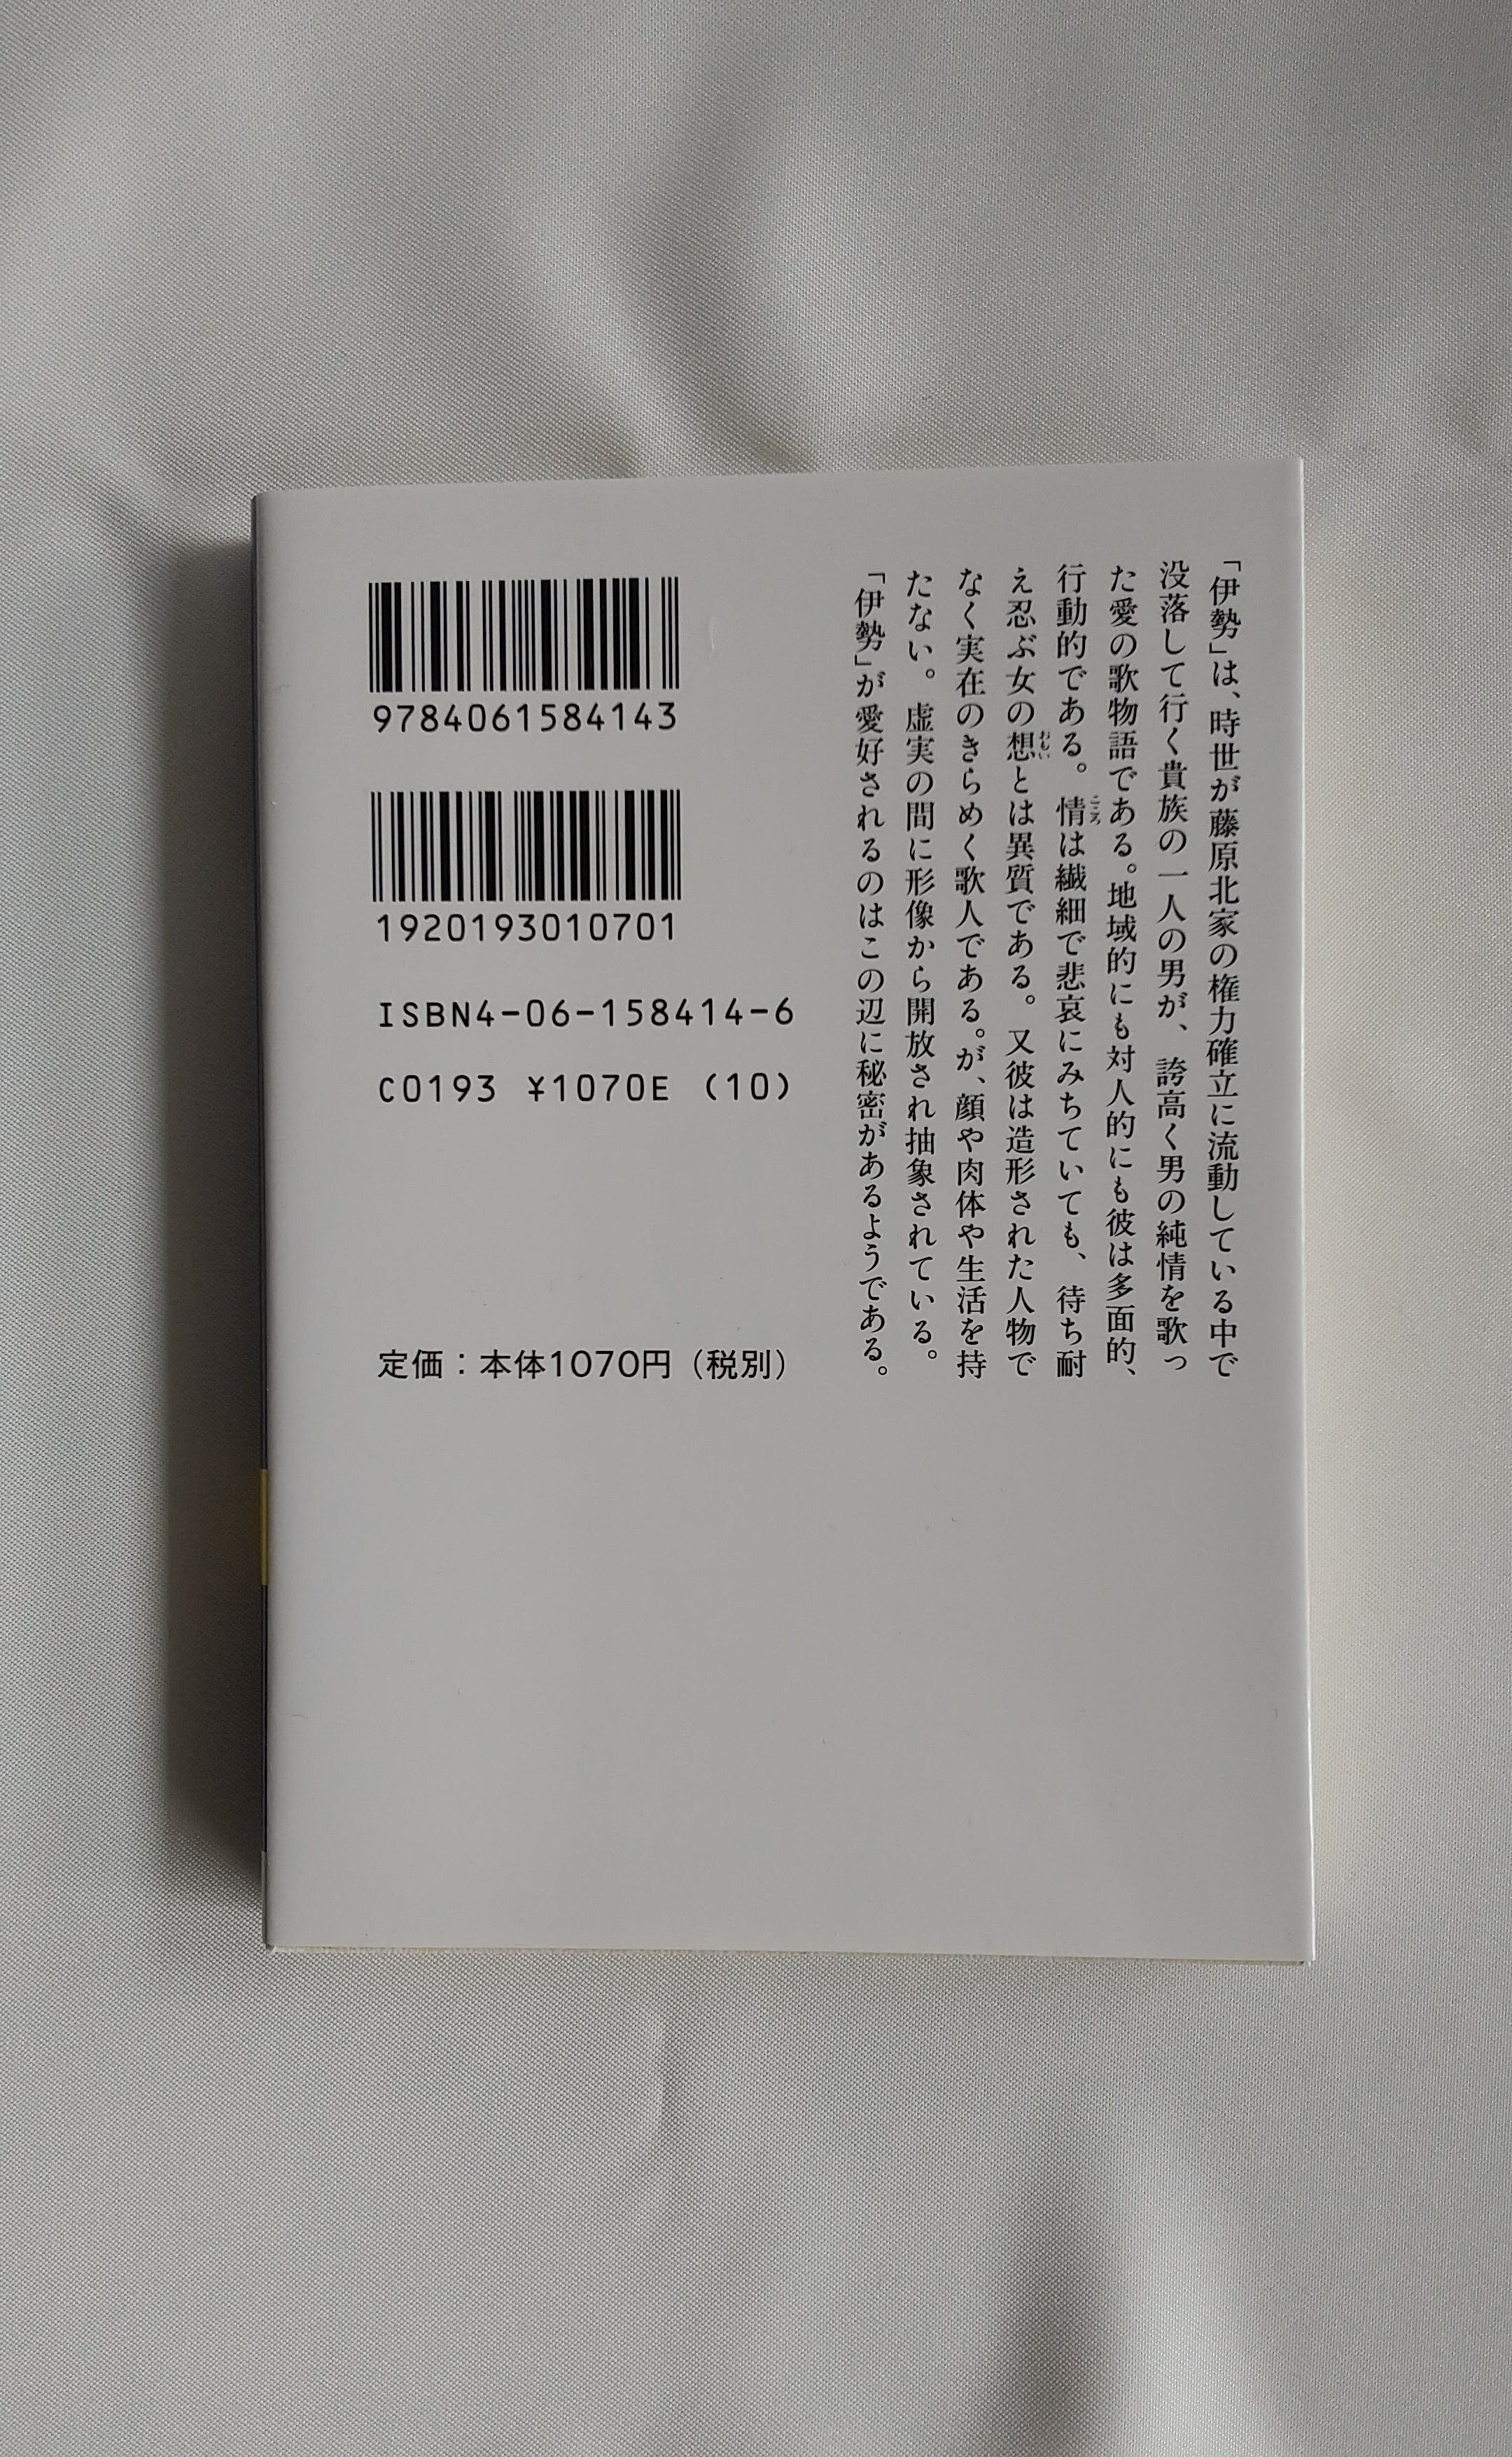 「伊勢」は、時世が藤原北家の権力確立に流動している中で
没落して行く貴族の一人の男が、誇高く男の純情を歌っ
た愛の歌物語である。地域的にも対人的にも彼は多面的、
行動的である。情は繊細で悲哀にみちていても、待ち耐
こころ
え忍ぶ女の想とは異質である。又彼は造形された人物で
おもい
なく実在のきらめく歌人である。が、顔や肉体や生活を持
たない。虚実の間に形像から開放され抽象されている。
「伊勢」が愛好されるのはこの辺に秘密があるようである。
9784061584143
1920193010701
ISBN4-06-158414-6
C0193 ¥1070E (10)
定価：本体1070円（税別）